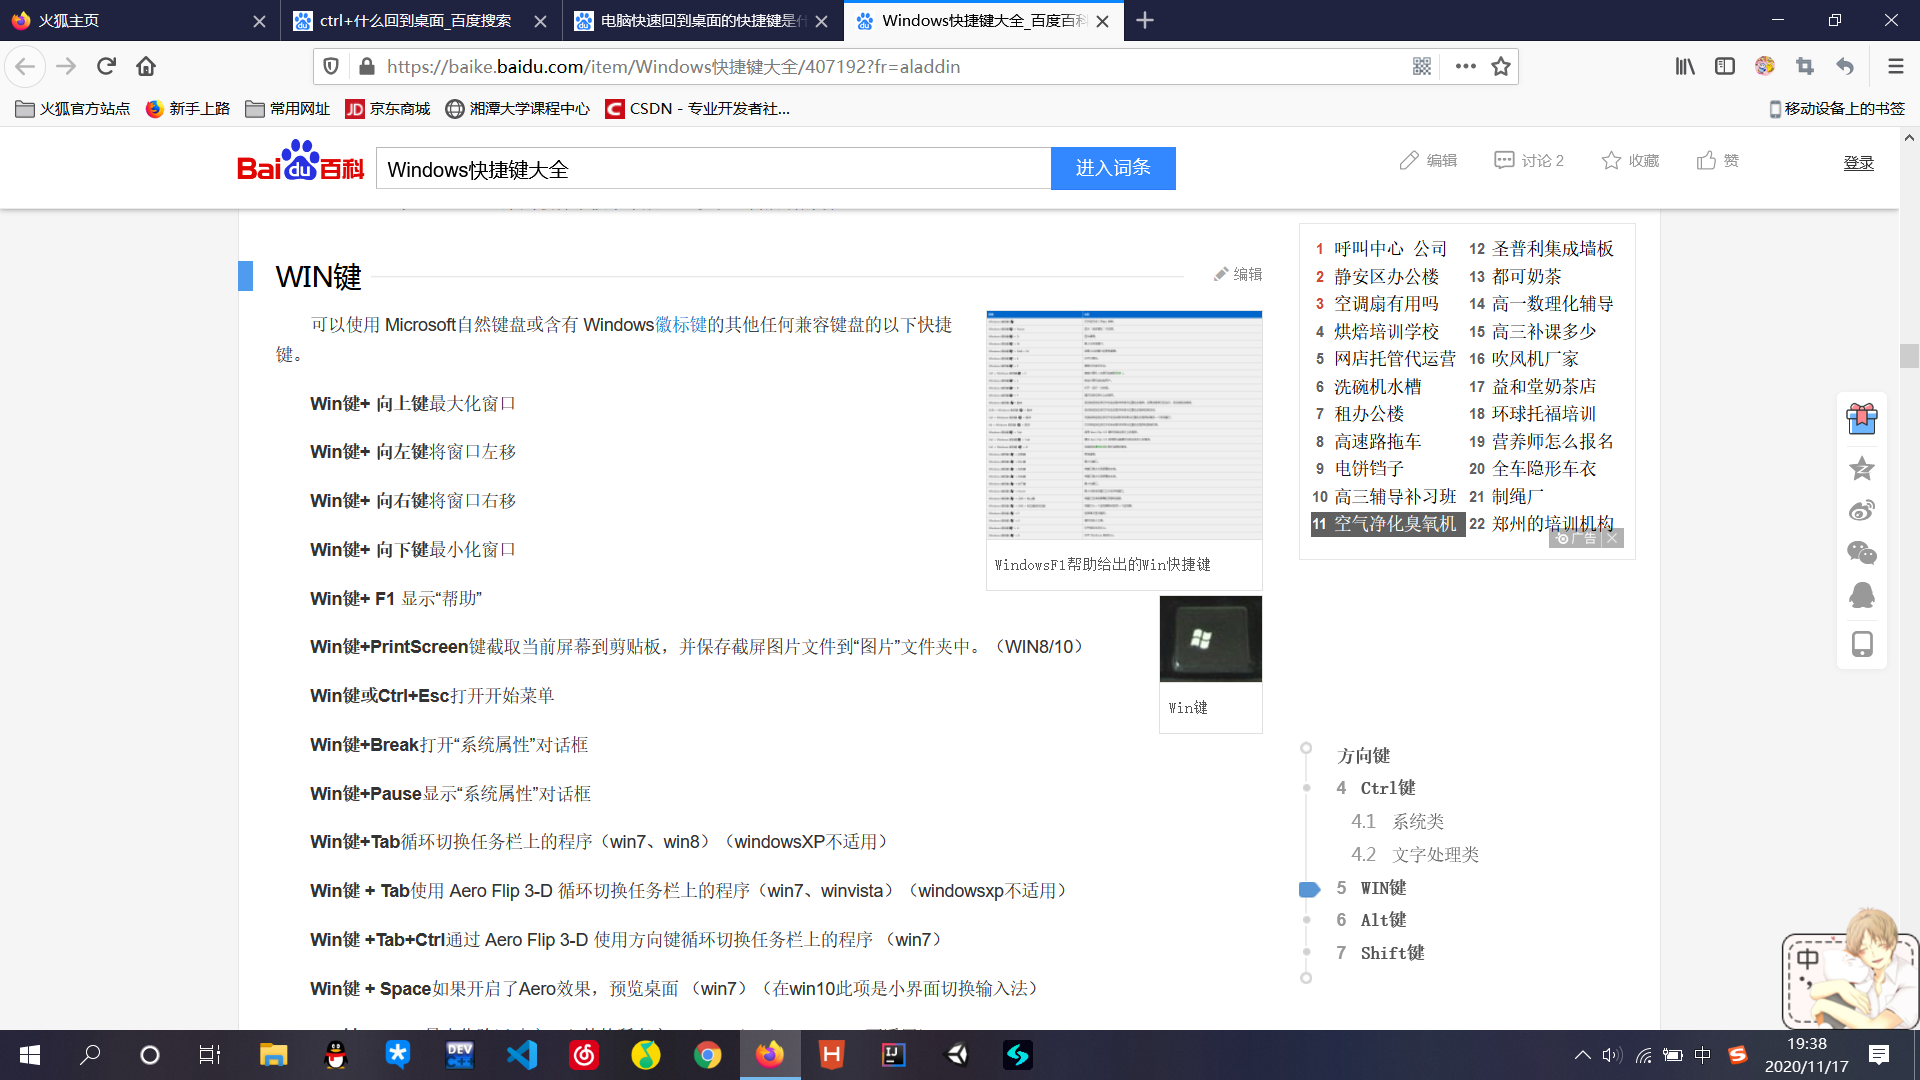 火狐主页
ctrl+什么回到桌面_百度搜索
电脑快速回到桌面的快捷键是什
Windows快捷键大全_百度百科
https://baike.baidu.com/item/Windows快捷键大全/407192?fr=aladdin
火狐官方站点
新手上路
常用网址
JD 京东商城
湘潭大学课程中心
C CSDN - 专业开发者社...
移动设备上的书签
Bai du 百科
Windows快捷键大全
进入词条
编辑
讨论 2
收藏
赞
登录
WIN键
编辑
可以使用 Microsoft自然键盘或含有 Windows徽标键的其他任何兼容键盘的以下快捷
键。
Win键+ 向上键最大化窗口
Win键+ 向左键将窗口左移
Win键+ 向右键将窗口右移
Win键+ 向下键最小化窗口
Win键+ F1 显示“帮助”
Win键+PrintScreen键截取当前屏幕到剪贴板，并保存截屏图片文件到“图片”文件夹中。（WIN8/10）
Win键或Ctrl+Esc打开开始菜单
Win键+Break打开“系统属性”对话框
Win键+Pause显示“系统属性”对话框
Win键+Tab循环切换任务栏上的程序（win7、win8）（windowsXP不适用）
Win键 + Tab使用 Aero Flip 3-D 循环切换任务栏上的程序（win7、winvista）（windowsxp不适用）
Win键 +Tab+Ctrl通过 Aero Flip 3-D 使用方向键循环切换任务栏上的程序 （win7）
Win键 + Space如果开启了Aero效果，预览桌面 （win7）（在win10此项是小界面切换输入法）
WindowsF1帮助给出的Win快捷键
Win键
1 呼叫中心 公司
2 静安区办公楼
3 空调扇有用吗
4 烘焙培训学校
5 网店托管代运营
6 洗碗机水槽
7 租办公楼
8 高速路拖车
9 电饼铛子
10 高三辅导补习班
11 空气净化臭氧机
12 圣普利集成墙板
13 都可奶茶
14 高一数理化辅导
15 高三补课多少
16 吹风机厂家
17 益和堂奶茶店
18 环球托福培训
19 营养师怎么报名
20 全车隐形车衣
21 制绳厂
22 郑州的培训机构
广告
方向键
4 Ctrl键
4.1 系统类
4.2 文字处理类
5 WIN键
6 Alt键
7 Shift键
中
DEV C++
H
IJ
中
S
19:38
2020/11/17